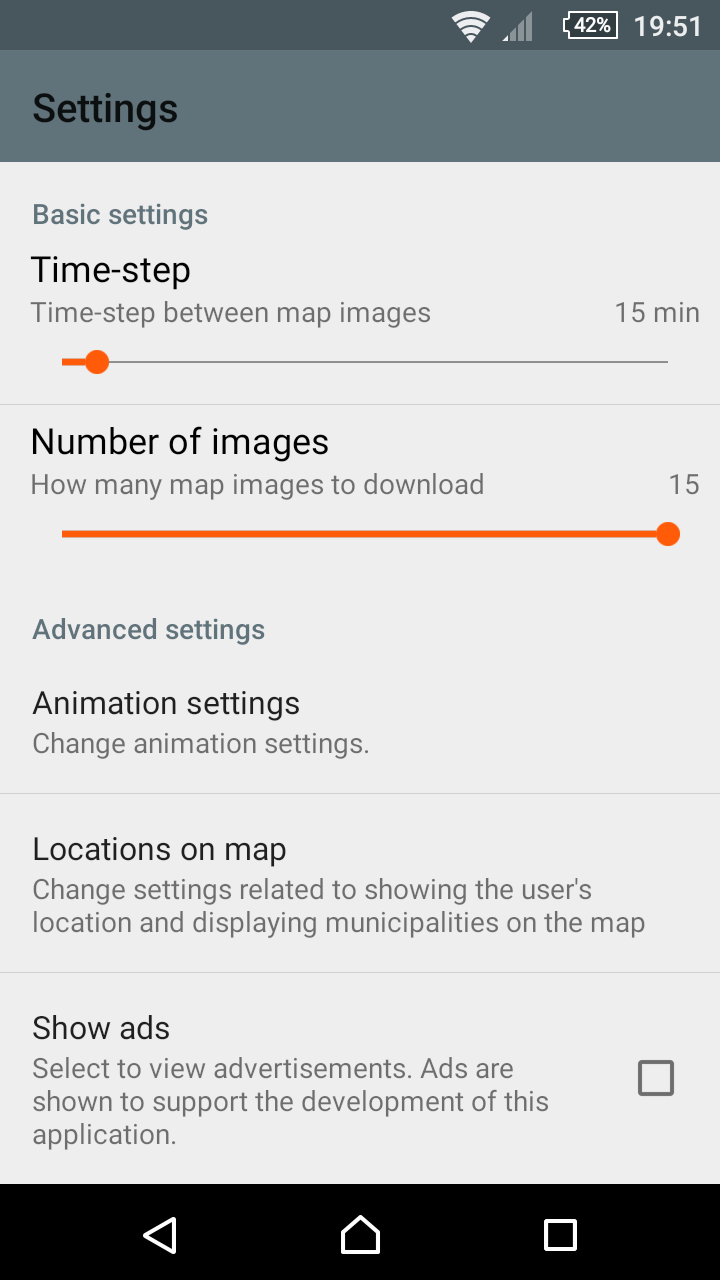 42% 19:51
Settings
Basic settings
Time-step
Time-step between map images 15 min
Number of images
How many map images to download 15
Advanced settings
Animation settings
Change animation settings.
Locations on map
Change settings related to showing the user's
location and displaying municipalities on the map
Show ads
Select to view advertisements. Ads are
shown to support the development of this
application.